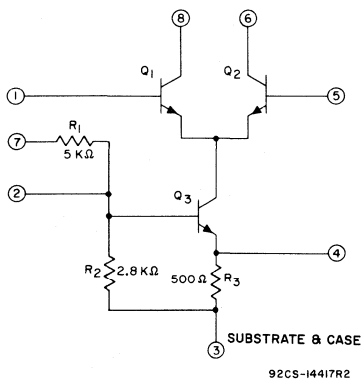 8
6
Q1
Q2
1
5
R1
7
5 KΩ
2
Q3
4
R2
2.8 KΩ
500 Ω
R3
3
SUBSTRATE & CASE
92CS-14417R2